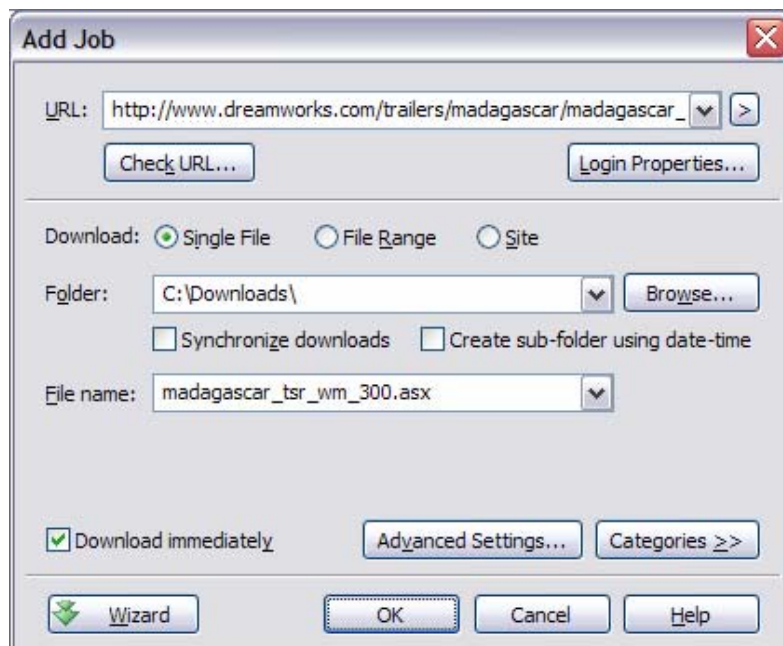 Add Job
URL: http://www.dreamworks.com/trailers/madagascar/madagascar_ >
Check URL... Login Properties...
Download: Single File File Range Site
Folder: C:\Downloads\ Browse...
Synchronize downloads Create sub-folder using date-time
File name: madagascar_tsr_wm_300.asx
Download immediately Advanced Settings... Categories >>
Wizard OK Cancel Help